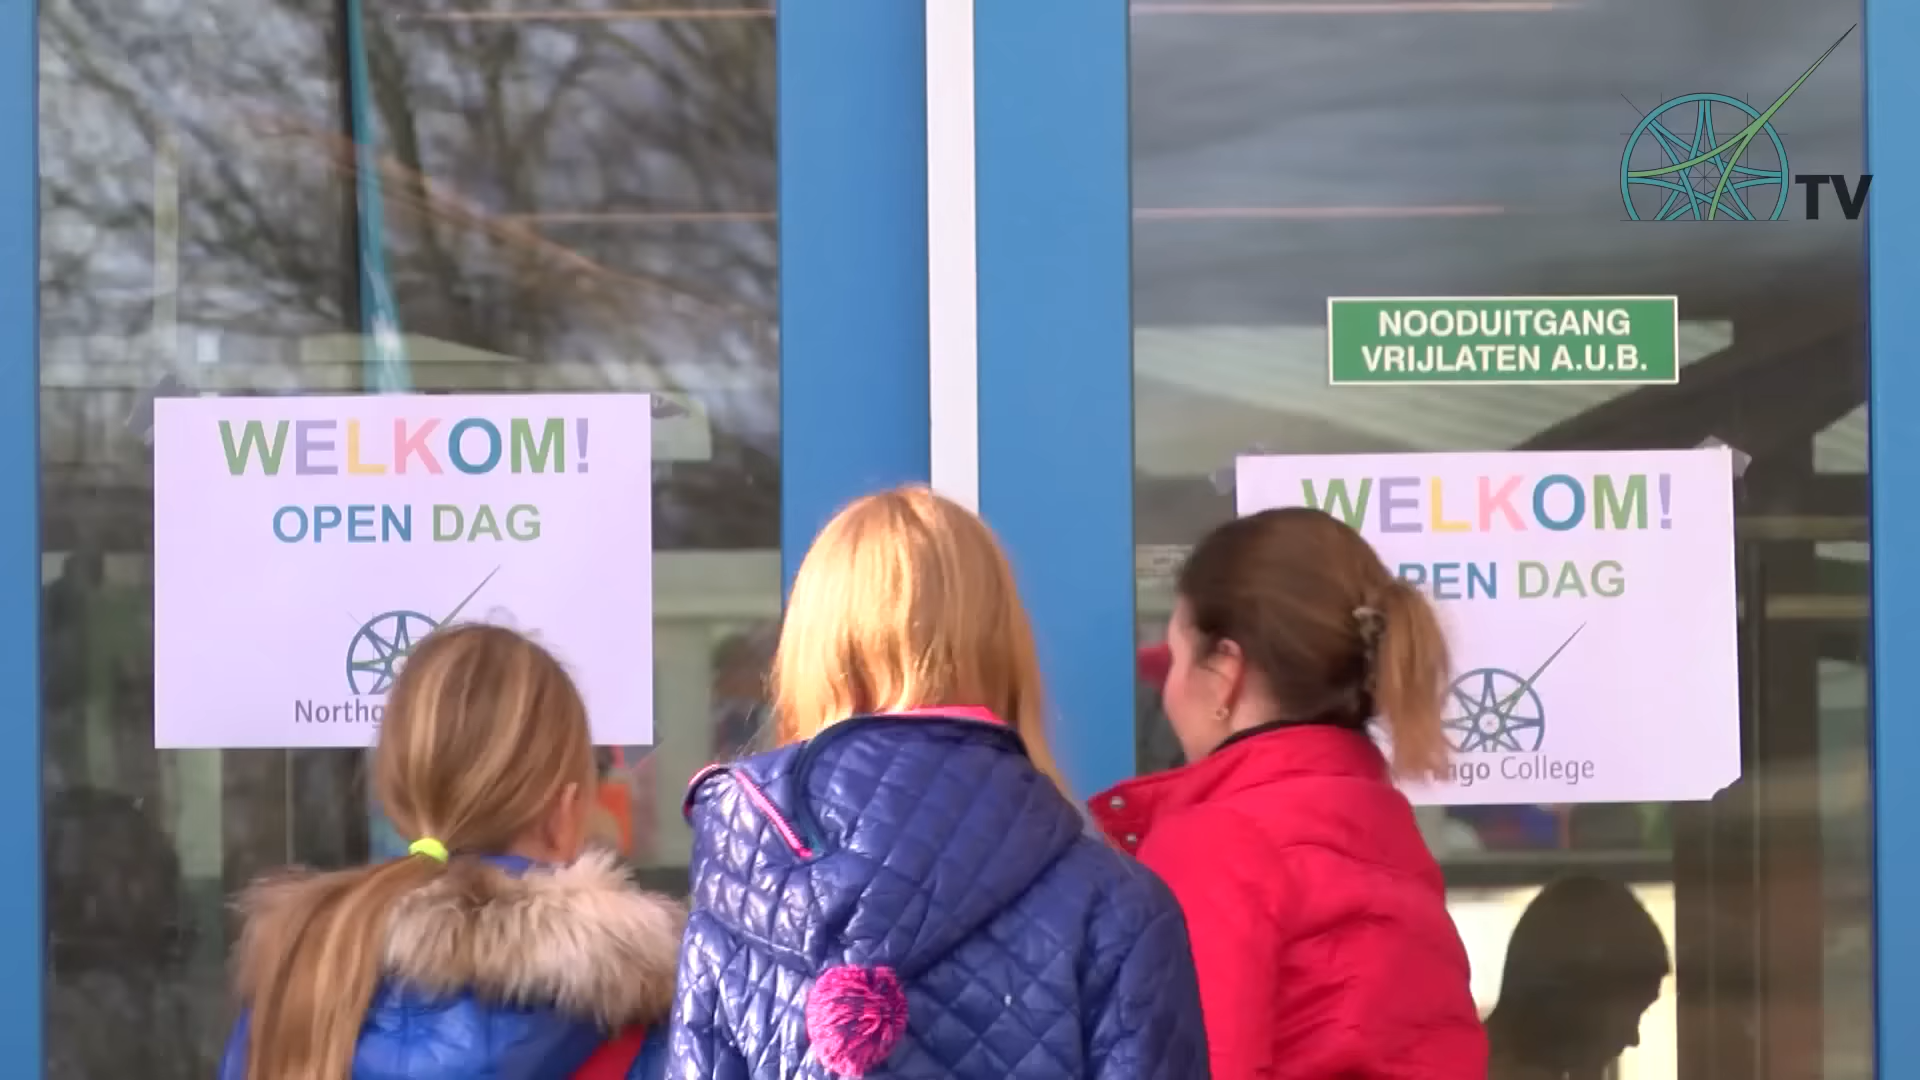 TV
NOODUITGANG
VRIJLATEN A.U.B.
WELKOM!
OPEN DAG
WELKOM!
DAG
College